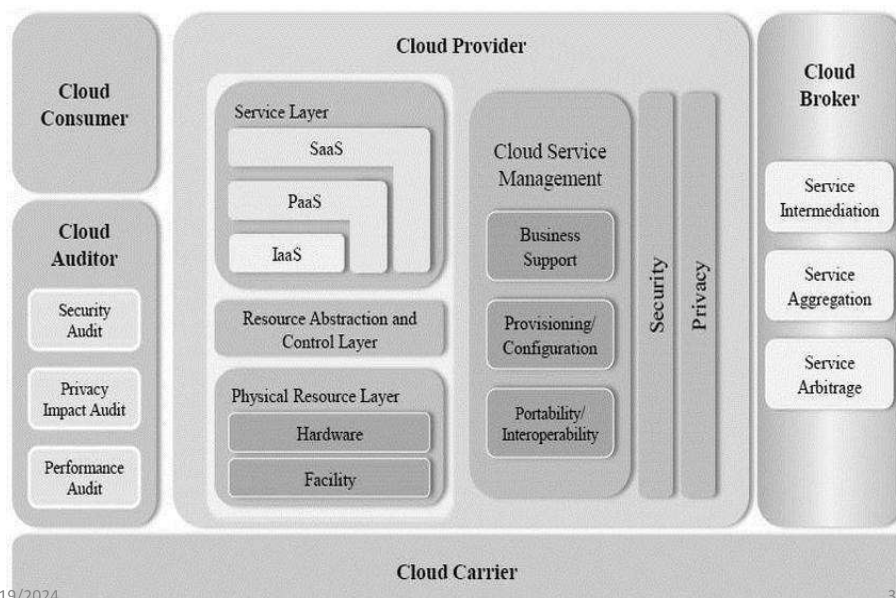 Cloud
Consumer
Cloud
Auditor
Security
Audit
Privacy
Impact Audit
Performance
Audit
Cloud Provider
Service Layer
SaaS
PaaS
IaaS
Resource Abstraction and
Control Layer
Physical Resource Layer
Hardware
Facility
Cloud Service
Management
Business
Support
Provisioning/
Configuration
Portability/
Interoperability
Security
Privacy
Cloud
Broker
Service
Intermediation
Service
Aggregation
Service
Arbitrage
Cloud Carrier
19/2024